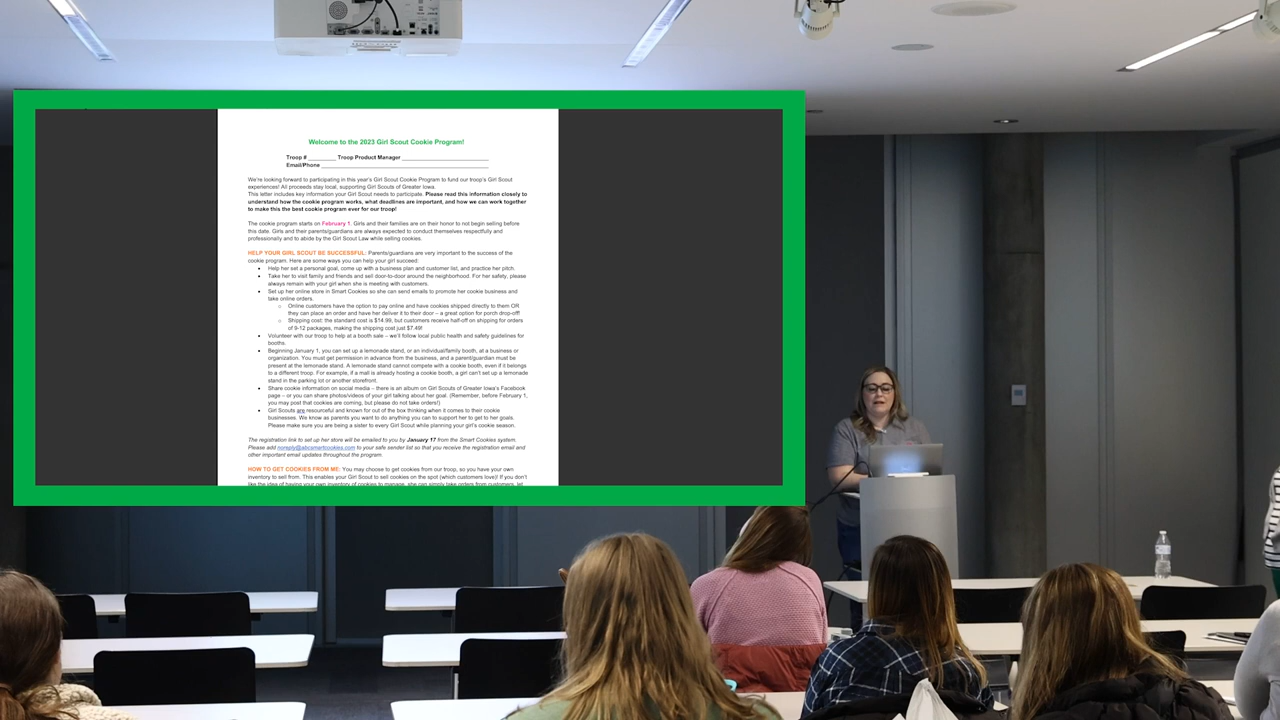 Welcome to the 2023 Girl Scout Cookie Program!
Troop # ________ Troop Product Manager _________________________
Email/Phone ________________________________________________
We're looking forward to participating in this year's Girl Scout Cookie Program to fund our troop's Girl Scout
experiences! All proceeds stay local, supporting Girl Scouts of Greater Iowa.
This letter includes key information your Girl Scout needs to participate. Please read this information closely to
understand how the cookie program works, what deadlines are important, and how we can work together
to make this the best cookie program ever for our troop!
The cookie program starts on February 1. Girls and their families are on their honor to not begin selling before
this date. Girls and their parents/guardians are always expected to conduct themselves respectfully and
professionally and to abide by the Girl Scout Law while selling cookies.
HELP YOUR GIRL SCOUT BE SUCCESSFUL: Parents/guardians are very important to the success of the
cookie program. Here are some ways you can help your girl succeed:
• Help her set a personal goal, come up with a business plan and customer list, and practice her pitch.
• Take her to visit family and friends and sell door-to-door around the neighborhood. For her safety, please
always remain with your girl when she is meeting with customers.
• Set up her online store in Smart Cookies so she can send emails to promote her cookie business and
take online orders.
o Online customers have the option to pay online and have cookies shipped directly to them OR
they can place an order and have her deliver it to their door – a great option for porch drop-off!
o Shipping cost: the standard cost is $14.99, but customers receive half-off on shipping for orders
of 9-12 packages, making the shipping cost just $7.49!
• Volunteer with our troop to help at a booth sale – we'll follow local public health and safety guidelines for
booths.
• Beginning January 1, you can set up a lemonade stand, or an individual/family booth, at a business or
organization. You must get permission in advance from the business, and a parent/guardian must be
present at the lemonade stand. A lemonade stand cannot compete with a cookie booth, even if it belongs
to a different troop. For example, if a mall is already hosting a cookie booth, a girl can't set up a lemonade
stand in the parking lot or another storefront.
• Share cookie information on social media – there is an album on Girl Scouts of Greater Iowa's Facebook
page – or you can share photos/videos of your girl talking about her goal. (Remember, before February 1,
you may post that cookies are coming, but please do not take orders!)
• Girl Scouts are resourceful and known for out of the box thinking when it comes to their cookie
businesses. We know as parents you want to do anything you can to support her to get to her goals.
Please make sure you are being a sister to every Girl Scout while planning your girl's cookie season.
The registration link to set up her store will be emailed to you by January 17 from the Smart Cookies system.
Please add noreply@abcsmartcookies.com to your safe sender list so that you receive the registration email and
other important email updates throughout the program.
HOW TO GET COOKIES FROM ME: You may choose to get cookies from our troop, so you have your own
inventory to sell from. This enables your Girl Scout to sell cookies on the spot (which customers love)! If you don't
like the idea of having your own inventory of cookies to manage, she can simply take orders from customers, let